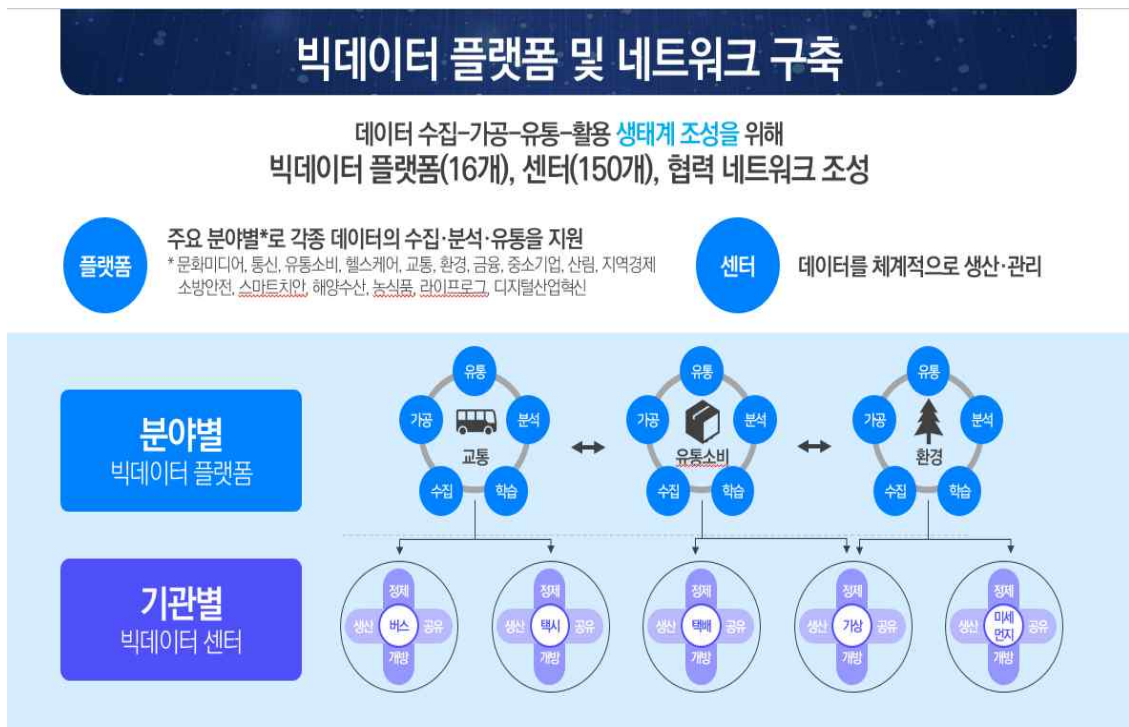 빅데이터 플랫폼 및 네트워크 구축
데이터 수집-가공-유통-활용 생태계 조성을 위해
빅데이터 플랫폼(16개), 센터(150개), 협력 네트워크 조성
플랫폼
주요 분야별*로 각종 데이터의 수집·분석·유통을 지원
* 문화미디어, 통신, 유통소비, 헬스케어, 교통, 환경, 금융, 중소기업, 산림, 지역경제
소방안전, 스마트치안, 해양수산, 농식품, 라이프로그, 디지털산업혁신
센터
데이터를 체계적으로 생산·관리
분야별
빅데이터 플랫폼
유통
가공
분석
교통
수집
학습
유통
가공
분석
유통소비
수집
학습
유통
가공
분석
환경
수집
학습
기관별
빅데이터 센터
정제
생산 버스 공유
개방
정제
생산 택시 공유
개방
정제
생산 택배 공유
개방
정제
생산 기상 공유
개방
정제
생산 미세 공유
먼지
개방